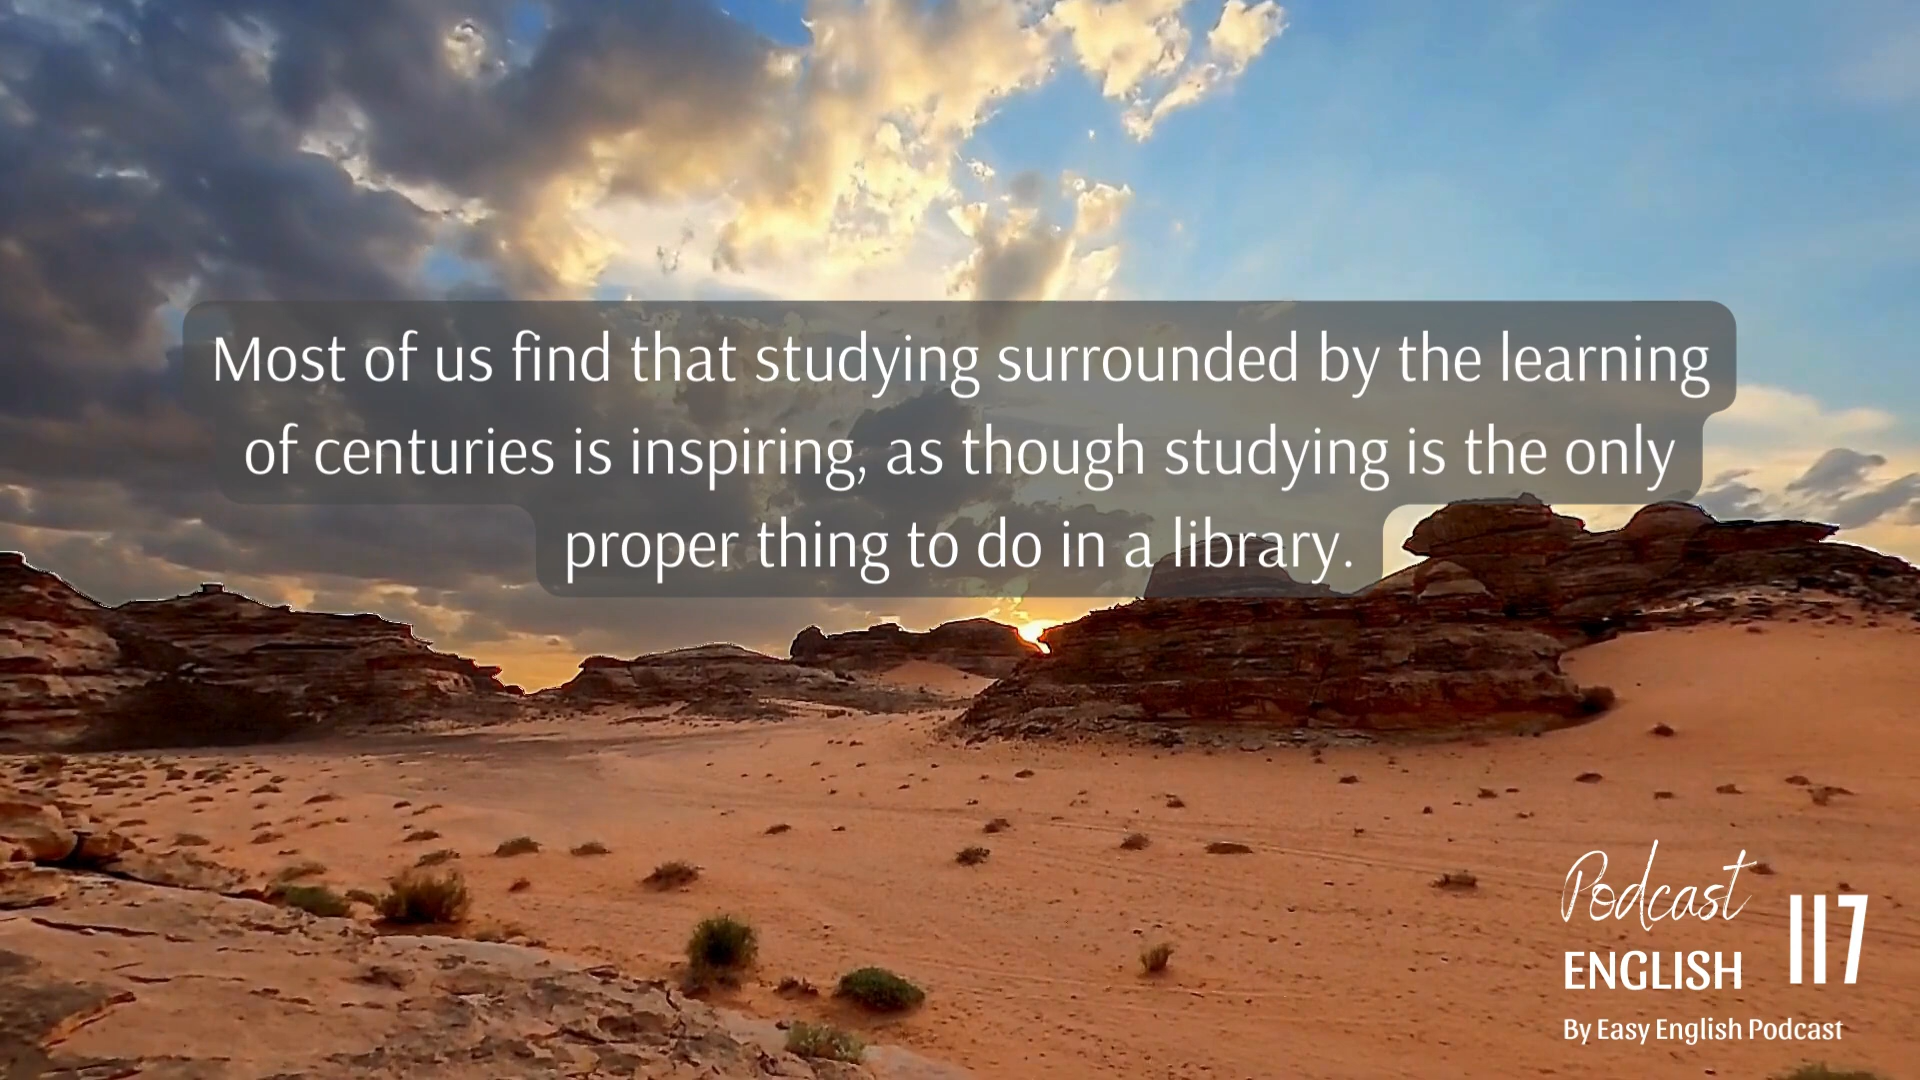 Most of us find that studying surrounded by the learning
of centuries is inspiring, as though studying is the only
proper thing to do in a library.
Podcast
ENGLISH 117
By Easy English Podcast